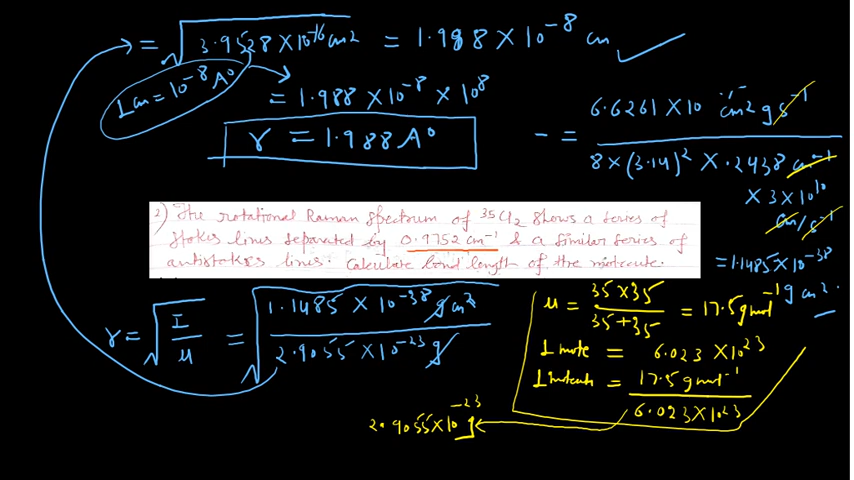 = √3.9528 × 10⁻¹⁶ cm² = 1.988 × 10⁻⁸ cm
1 cm = 10⁻⁸ A°
= 1.988 × 10⁻⁸ × 10⁸
r = 1.988 A°
- = 6.6261 × 10 cm² g s⁻¹
8 × (3.14)² × .2438 cm⁻¹
× 3 × 10¹⁰
cm/s⁻¹
= 1.1485 × 10⁻³⁸
g cm²
2) The rotational Raman spectrum of ³⁵Cl₂ shows a series of
stokes lines separated by 0.9752 cm⁻¹ & a similar series of
antistokes lines. Calculate bond length of the molecule.
r = √I/μ = √1.1485 × 10⁻³⁸ g cm²
2.9055 × 10⁻²³ g
μ = 35×35 / 35+35 = 17.5 g mol⁻¹
1 mole = 6.023 × 10²³
1 molecule = 17.5 g mol⁻¹
6.023 × 10²³
2.9055 × 10⁻²³ g